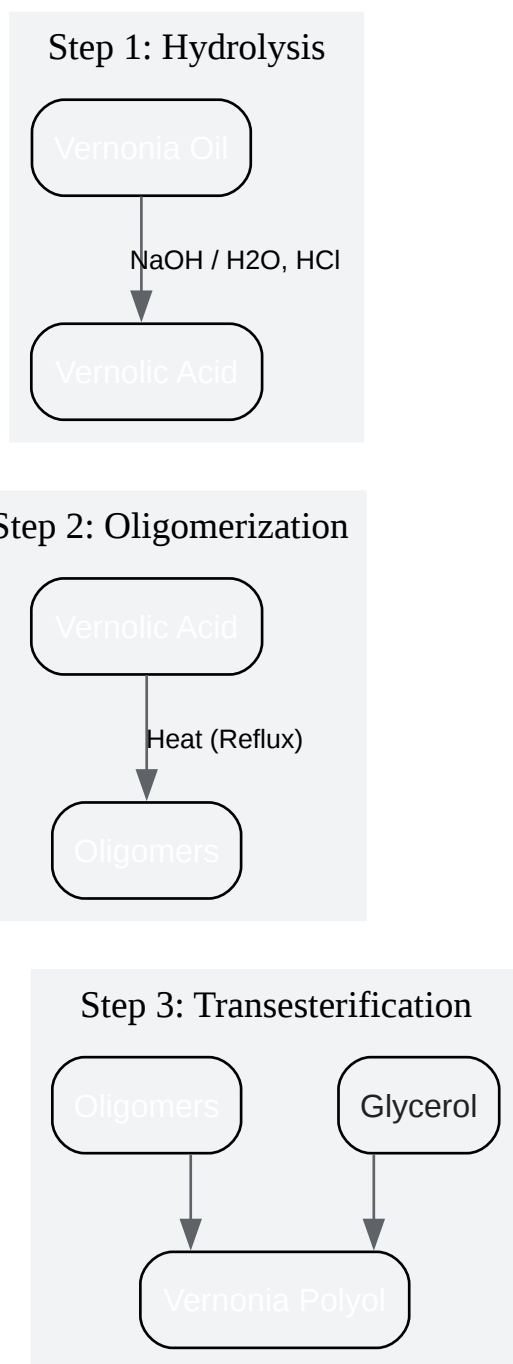 Step 1: Hydrolysis
Vernonia Oil
NaOH / H2O, HCl
Vernolic Acid
Step 2: Oligomerization
Vernolic Acid
Heat (Reflux)
Oligomers
Step 3: Transesterification
Oligomers
Glycerol
Vernonia Polyol